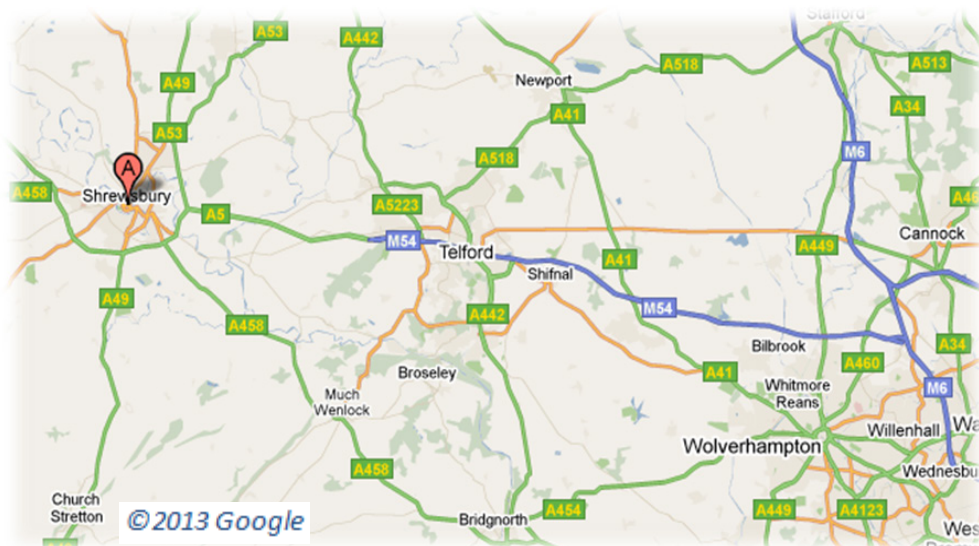 Stafford
A53
A442
A518
A513
Newport
A49
A34
A41
A53
M6
A518
A
A458
Shrewsbury
A5223
A5
A449
Cannock
M54
Telford
A41
Shifnal
A49
M54
A442
A458
A34
Bilbrook
A460
Broseley
A41
M6
Whitmore
Reans
Much
Wenlock
Willenhall
Wolverhampton
A458
Church
Stretton
Bridgnorth
A454
A449
A4123
©2013 Google